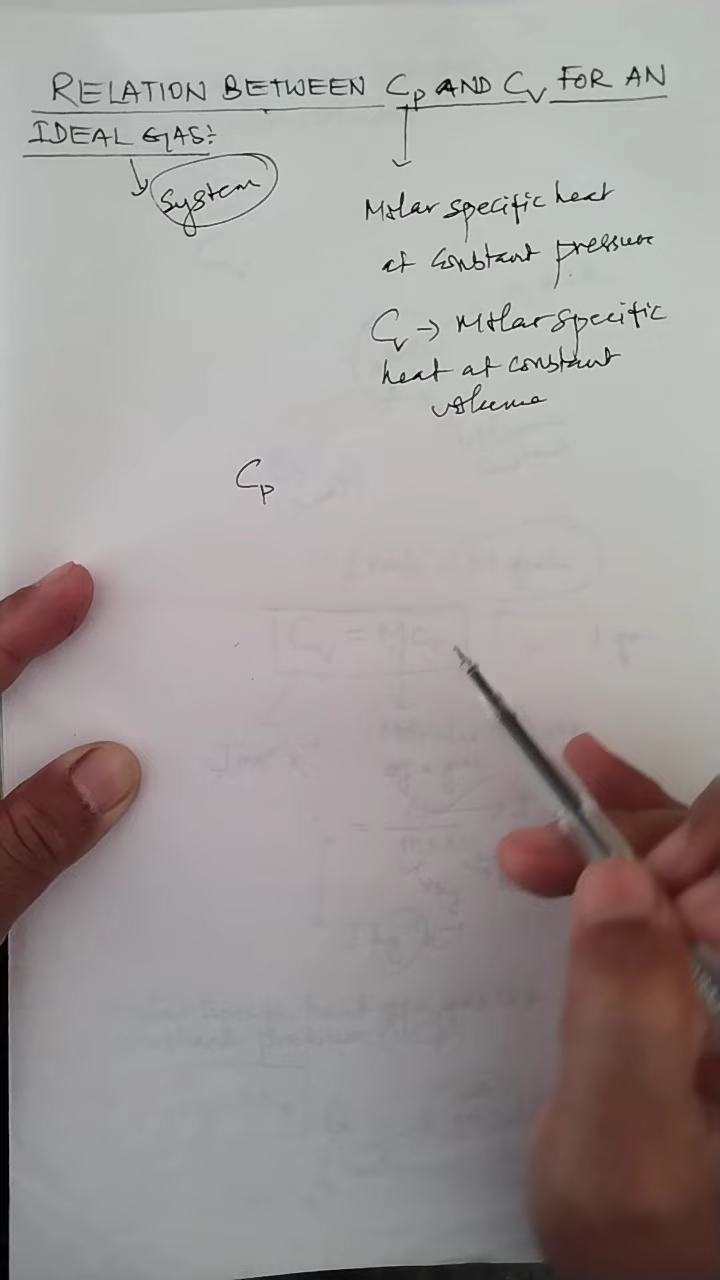 RELATION BETWEEN Cp AND Cv FOR AN
IDEAL GAS:
System
Molar specific heat
at constant pressure
Cv → Molar specific
heat at constant
volume
Cp
Cv = M